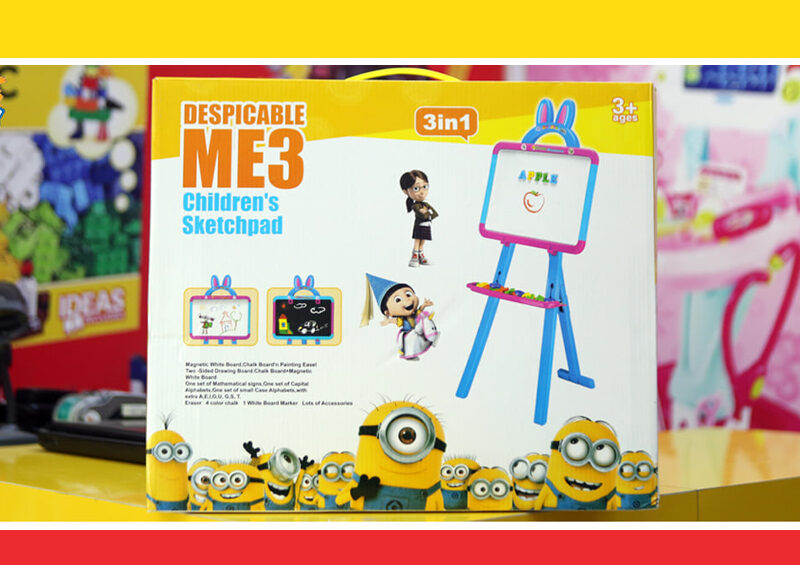 DESPICABLE
ME3
Children's
Sketchpad
3in1
3+
ages
APPLE
Magnetic White Board,Chalk Board'n Painting Easel
Two -Sided Drawing Board:Chalk Board+Magnetic
White Board
One set of Mathematical signs,One set of Capital
Alphabets,One set of small Case Alphabets,with
extra A,E,I,O,U, G,S, T.
Eraser 4 color chalk 1 White Board Marker Lots of Accessories
IDEAS